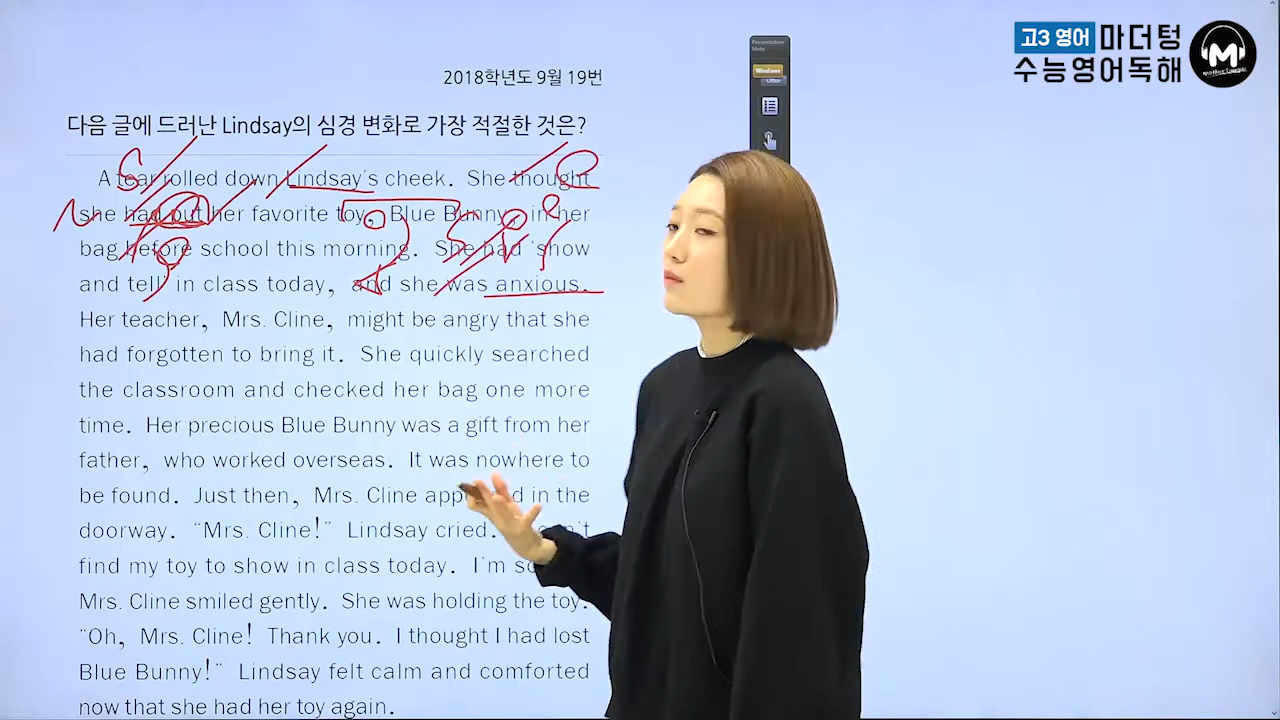 고3 영어 마더텅
수능영어독해
M
Presentation
Mate
Windows
Office
2018학년도 9월 19번
다음 글에 드러난 Lindsay의 심경 변화로 가장 적절한 것은?
A tear rolled down Lindsay's cheek. She thought
she had put her favorite toy, Blue Bunny, in her
bag before school this morning. She had 'show
and tell' in class today, and she was anxious.
Her teacher, Mrs. Cline, might be angry that she
had forgotten to bring it. She quickly searched
the classroom and checked her bag one more
time. Her precious Blue Bunny was a gift from her
father, who worked overseas. It was nowhere to
be found. Just then, Mrs. Cline in the
doorway. "Mrs. Cline!" Lindsay cried.
find my toy to show in class today. I'm
Mrs. Cline smiled gently. She was holding the toy.
"Oh, Mrs. Cline! Thank you. I thought I had lost
Blue Bunny!" Lindsay felt calm and comforted
now that she had her toy again.